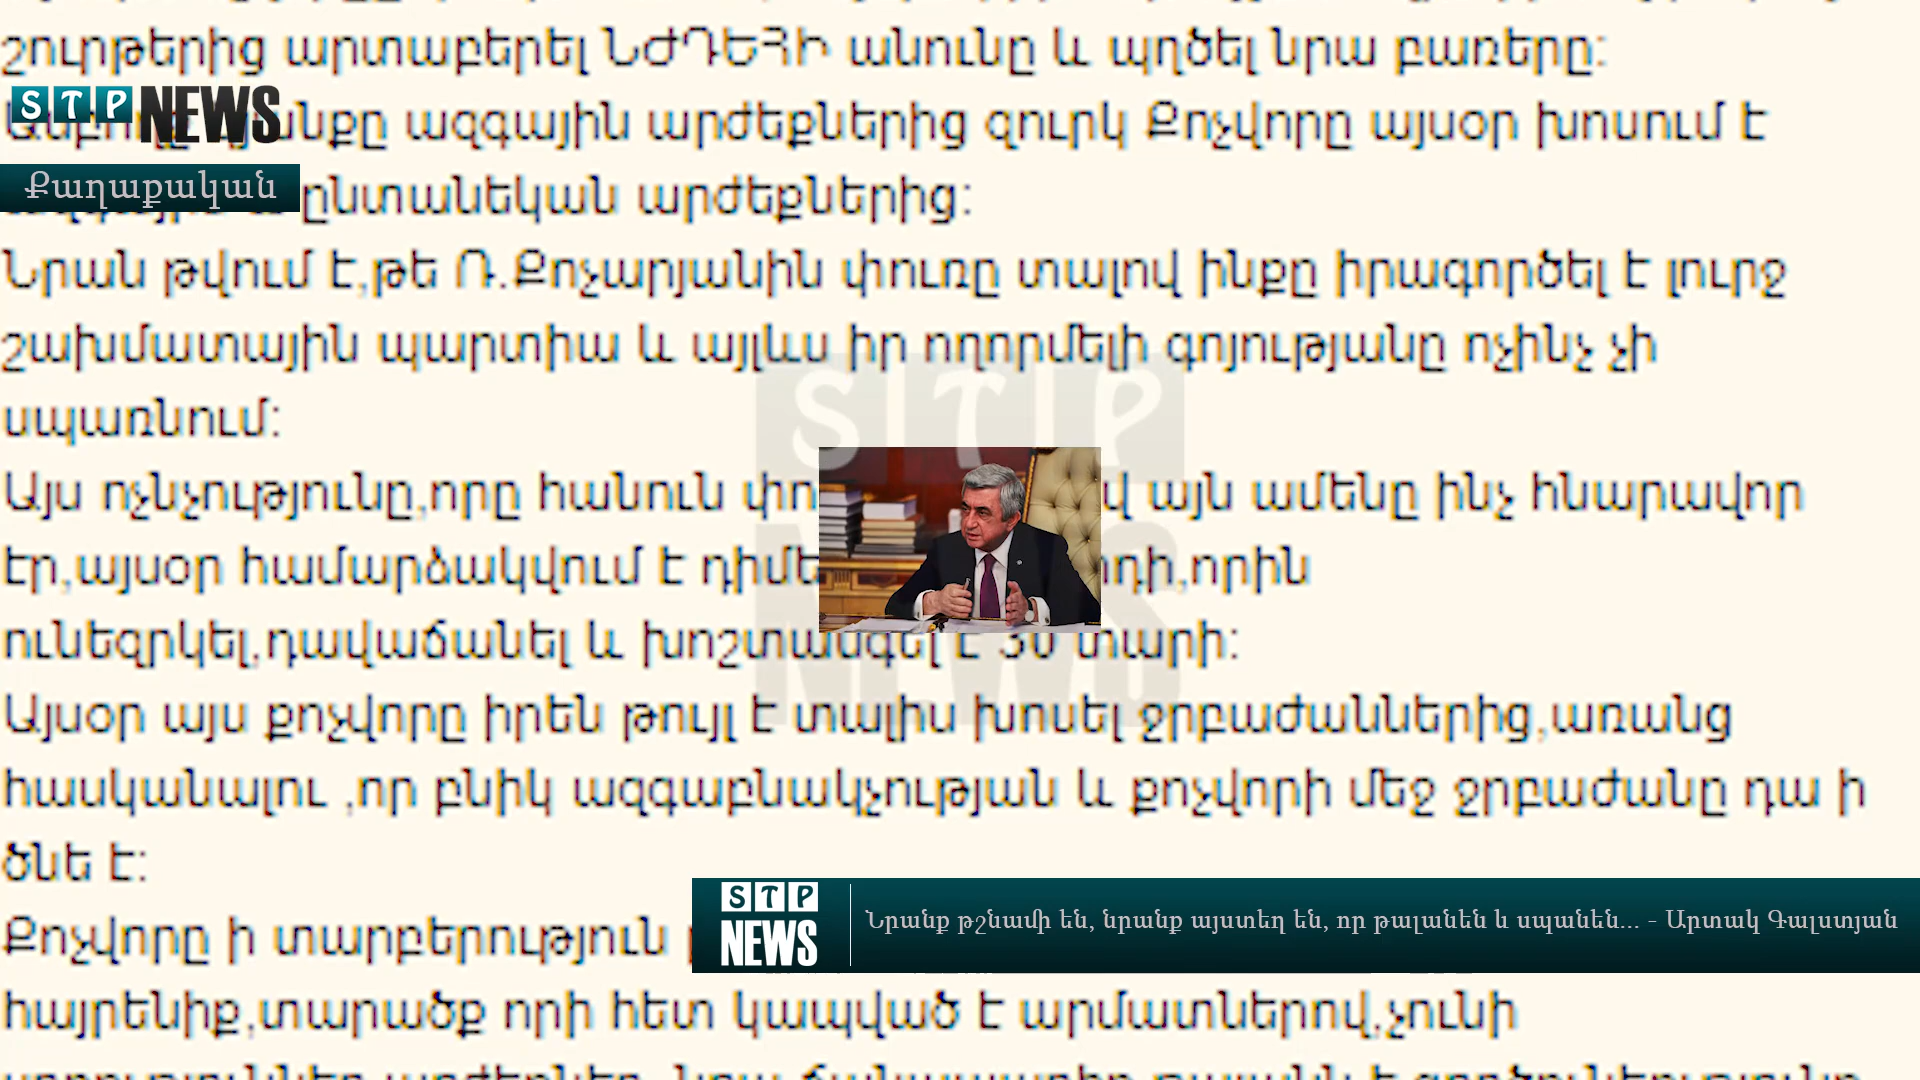 շուրթերից արտաբերել ՆԺԴԵՀԻ անունը և պղծել նրա բառերը:
STP NEWS
նքը ազգային արժեքներից զուրկ Քոչվորը այսօր խոսում է
Քաղաքական
ընտանեկան արժեքներից:
Նրան թվում է,թե Ռ.Քոչարյանին փուռը տալով ինքը իրագործել է լուրջ
շախմատային պարտիա և այլևս իր ողորմելի գոյությանը ոչինչ չի
սպառնում:
STP NEWS
Այս ոչնչությունը,որը հանուն փո վ այն ամենը ինչ հնարավոր
էր,այսօր համարձակվում է դիմե րդի,որին
ունեզրկել,դավաճանել և խոշտանգել է 30 տարի:
Այսօր այս քոչվորը իրեն թույլ է տալիս խոսել ջրբաժաններից,առանց
հասկանալու ,որ բնիկ ազգաբնակչության և քոչվորի մեջ ջրբաժանը դա ի
ծնե է:
STP NEWS
Նրանք թշնամի են, նրանք այստեղ են, որ թալանեն և սպանեն... - Արտակ Գալստյան
Քոչվորը ի տարբերություն
հայրենիք,տարածք որի հետ կապված է արմատներով,չունի